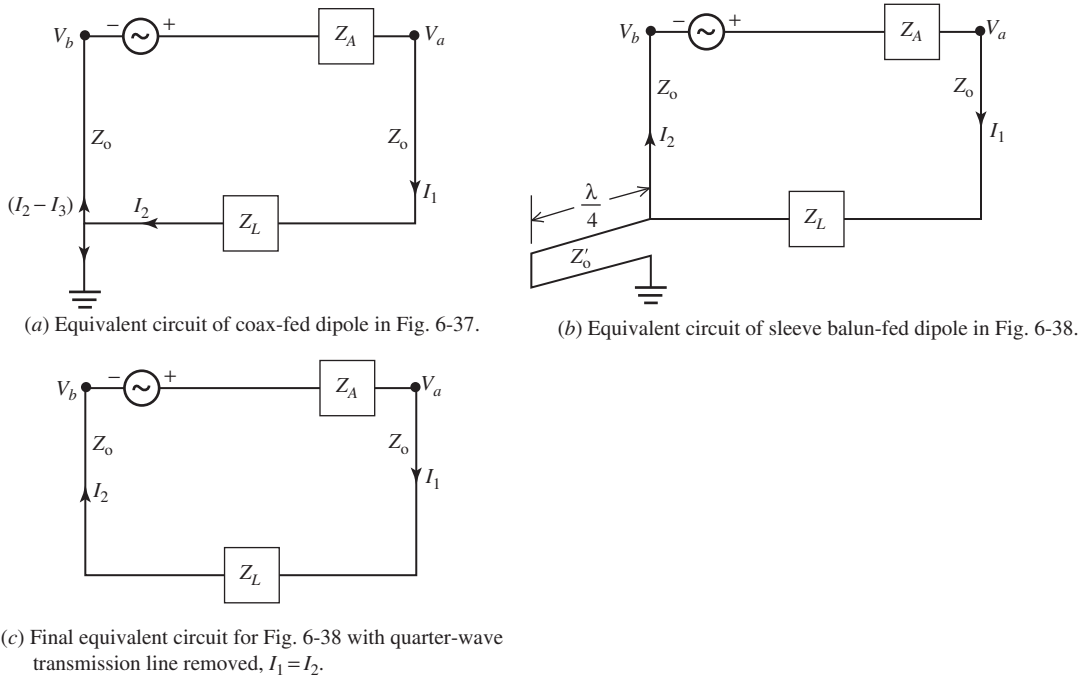 V_b − + Z_A V_a
Z_o Z_o
(I_2 − I_3) I_2 Z_L I_1
(a) Equivalent circuit of coax-fed dipole in Fig. 6-37.
V_b − + Z_A V_a
Z_o Z_o
I_2 I_1
λ/4 Z_L
Z′_o
(b) Equivalent circuit of sleeve balun-fed dipole in Fig. 6-38.
V_b − + Z_A V_a
Z_o Z_o
I_2 I_1
Z_L
(c) Final equivalent circuit for Fig. 6-38 with quarter-wave
transmission line removed, I_1 = I_2.